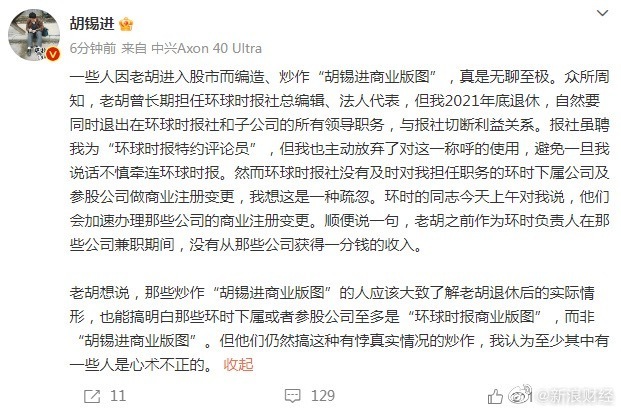 胡锡进
6分钟前 来自 中兴Axon 40 Ultra
一些人因老胡进入股市而编造、炒作“胡锡进商业版图”，真是无聊至极。众所周
知，老胡曾长期担任环球时报社总编辑、法人代表，但我2021年底退休，自然要
同时退出在环球时报社和子公司的所有领导职务，与报社切断利益关系。报社虽聘
我为“环球时报特约评论员”，但我也主动放弃了对这一称呼的使用，避免一旦我
说话不慎牵连环球时报。然而环球时报社没有及时对我担任职务的环时下属公司及
参股公司做商业注册变更，我想这是一种疏忽。环时的同志今天上午对我说，他们
会加速办理那些公司的商业注册变更。顺便说一句，老胡之前作为环时负责人在那
些公司兼职期间，没有从那些公司获得一分钱的收入。
老胡想说，那些炒作“胡锡进商业版图”的人应该大致了解老胡退休后的实际情
形，也能搞明白那些环时下属或者参股公司至多是“环球时报商业版图”，而非
“胡锡进商业版图”。但他们仍然搞这种有悖真实情况的炒作，我认为至少其中有
一些人是心术不正的。 收起
11 129
@新浪财经